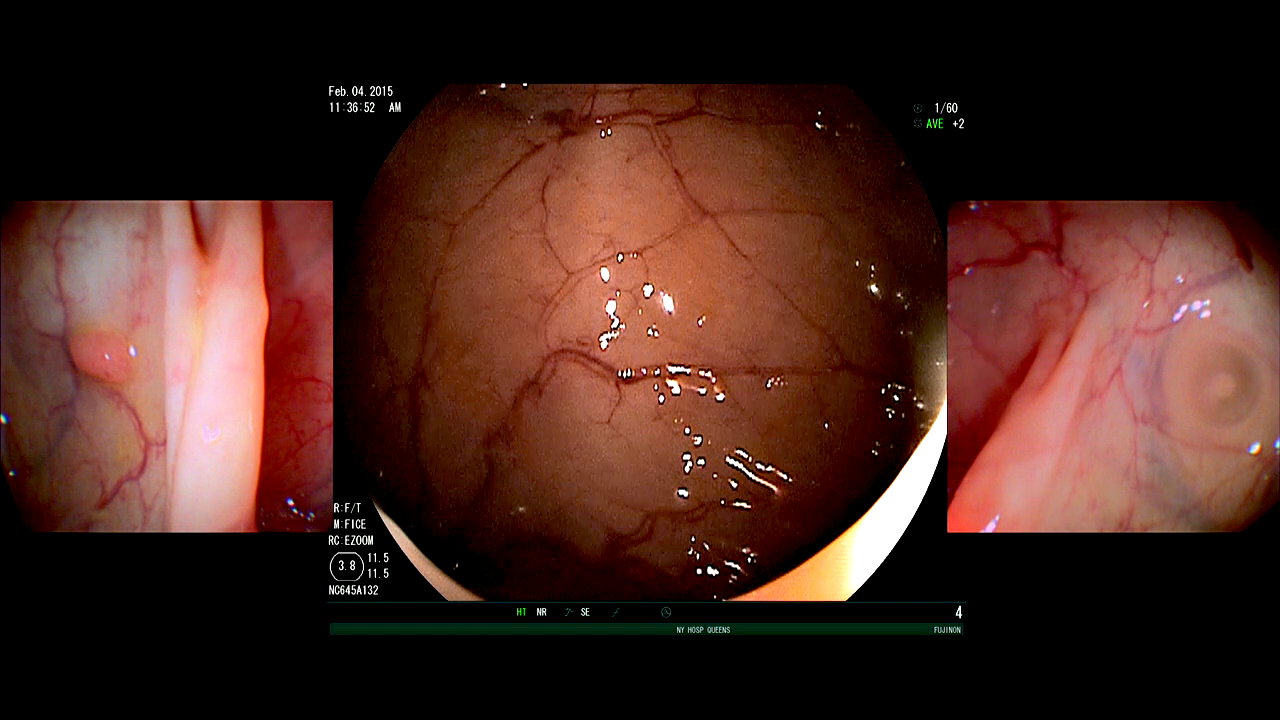 Feb. 04. 2015
11:36:52 AM
1/60
AVE +2
R:F/T
M:FICE
RC:EZOOM
3.8
11.5
11.5
NC645A132
H1 NR SE
4
NY HOSP QUEENS
FUJINON